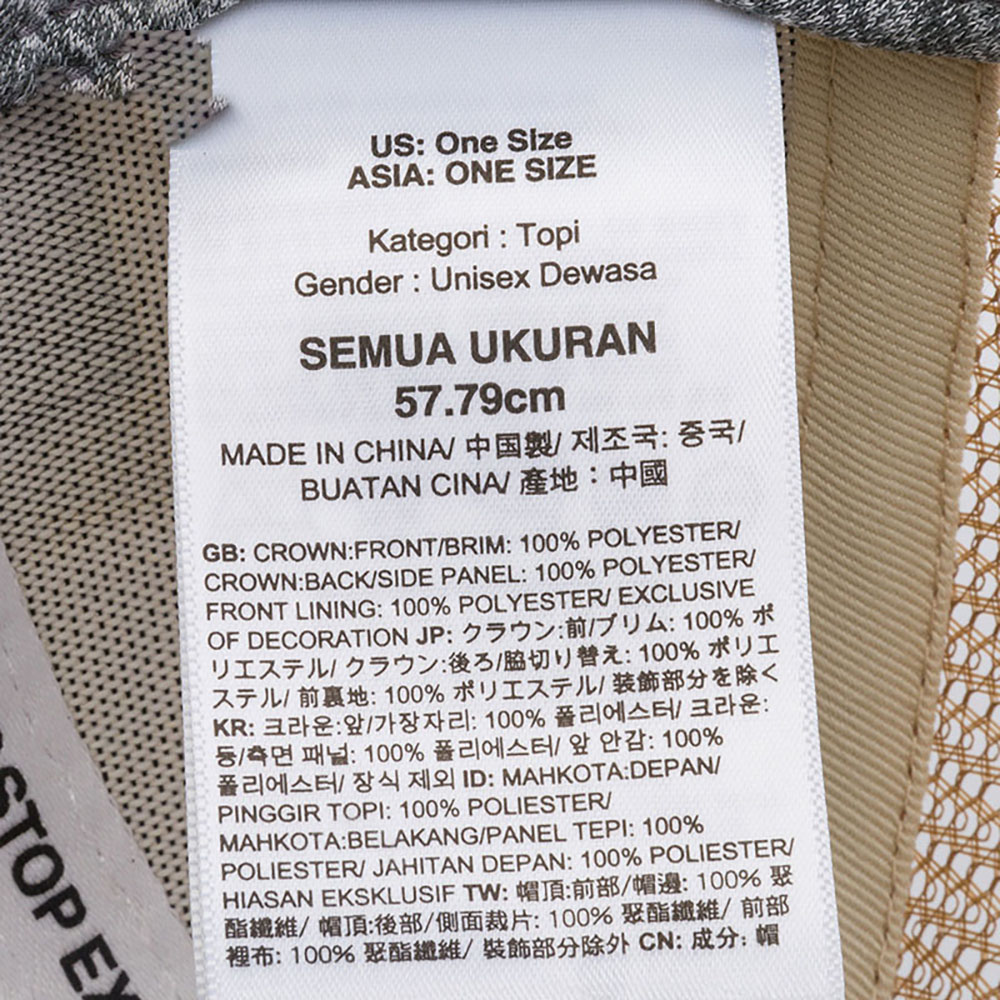 US: One Size
ASIA: ONE SIZE
Kategori : Topi
Gender : Unisex Dewasa
SEMUA UKURAN
57.79cm
MADE IN CHINA/ 中国製/ 제조국: 중국/
BUATAN CINA/ 產地：中國
GB: CROWN:FRONT/BRIM: 100% POLYESTER/
CROWN:BACK/SIDE PANEL: 100% POLYESTER/
FRONT LINING: 100% POLYESTER/ EXCLUSIVE
OF DECORATION JP: クラウン:前/ブリム: 100% ポ
リエステル/ クラウン:後ろ/脇切り替え: 100% ポリエ
ステル/ 前裏地: 100% ポリエステル/ 装飾部分を除く
KR: 크라운:앞/가장자리: 100% 폴리에스터/ 크라운:
등/측면 패널: 100% 폴리에스터/ 앞 안감: 100%
폴리에스터/ 장식 제외 ID: MAHKOTA:DEPAN/
PINGGIR TOPI: 100% POLIESTER/
MAHKOTA:BELAKANG/PANEL TEPI: 100%
POLIESTER/ JAHITAN DEPAN: 100% POLIESTER/
HIASAN EKSKLUSIF TW: 帽頂:前部/帽邊: 100% 聚
酯纖維/ 帽頂:後部/側面裁片: 100% 聚酯纖維/ 前部
裡布: 100% 聚酯纖維/ 裝飾部分除外 CN: 成分: 帽
STOP EX